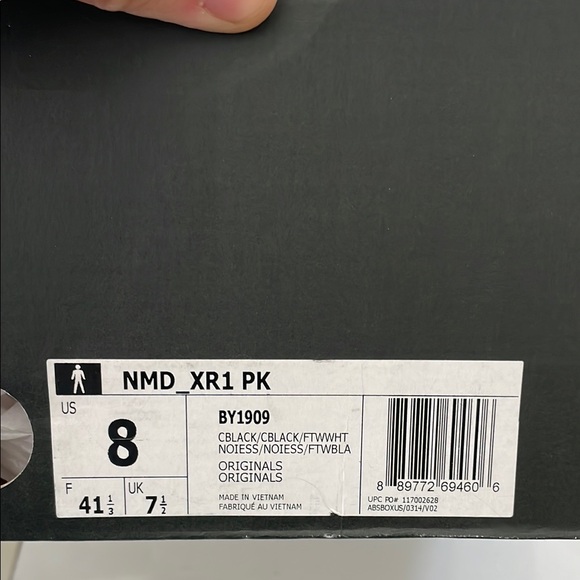 NMD_XR1 PK
US
8
F
41 1/3
UK
7 1/2
BY1909
CBLACK/CBLACK/FTWWHT
NOIESS/NOIESS/FTWBLA
ORIGINALS
ORIGINALS
MADE IN VIETNAM
FABRIQUÉ AU VIETNAM
8 89772 69460 6
UPC PO# 117002628
ABSBOXUS/0314/V02